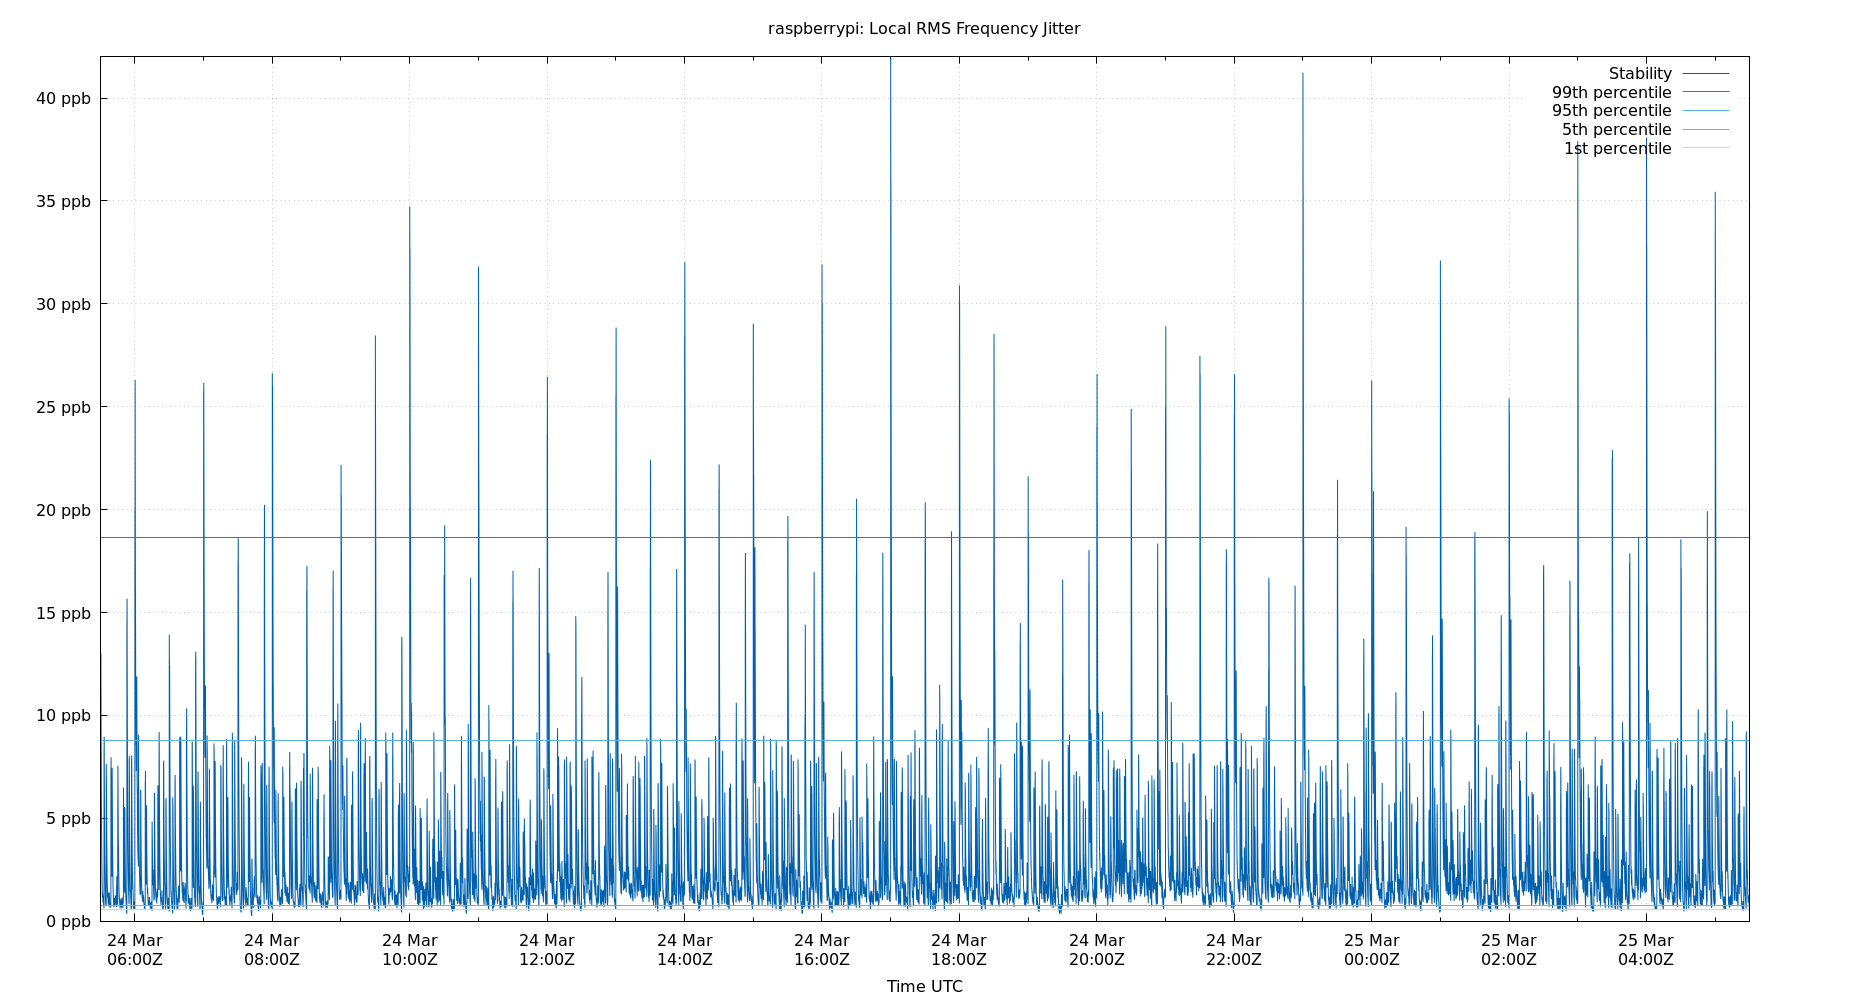 raspberrypi: Local RMS Frequency Jitter
Stability
99th percentile
95th percentile
5th percentile
1st percentile
40 ppb
35 ppb
30 ppb
25 ppb
20 ppb
15 ppb
10 ppb
5 ppb
0 ppb
24 Mar 24 Mar 24 Mar 24 Mar 24 Mar 24 Mar 24 Mar 24 Mar 24 Mar 25 Mar 25 Mar 25 Mar
06:00Z 08:00Z 10:00Z 12:00Z 14:00Z 16:00Z 18:00Z 20:00Z 22:00Z 00:00Z 02:00Z 04:00Z
Time UTC